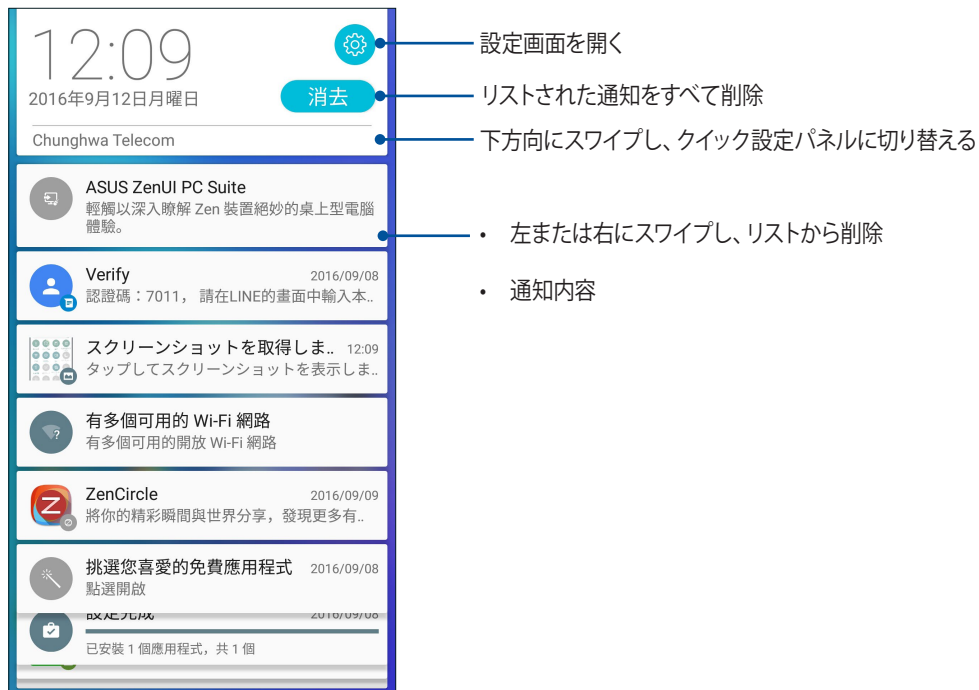 12:09
2016年9月12日月曜日
消去
Chunghwa Telecom
設定画面を開く
リストされた通知をすべて削除
下方向にスワイプし、クイック設定パネルに切り替える
ASUS ZenUI PC Suite
輕觸以深入瞭解 Zen 裝置絕妙的桌上型電腦
體驗。
• 左または右にスワイプし、リストから削除
• 通知内容
Verify 2016/09/08
認證碼：7011， 請在LINE的畫面中輸入本..
スクリーンショットを取得しま.. 12:09
タップしてスクリーンショットを表示しま..
有多個可用的 Wi-Fi 網路
有多個可用的開放 Wi-Fi 網路
ZenCircle 2016/09/09
將你的精彩瞬間與世界分享，發現更多有..
挑選您喜愛的免費應用程式 2016/09/08
點選開啟
設定完成 2016/09/08
已安裝 1 個應用程式，共 1 個